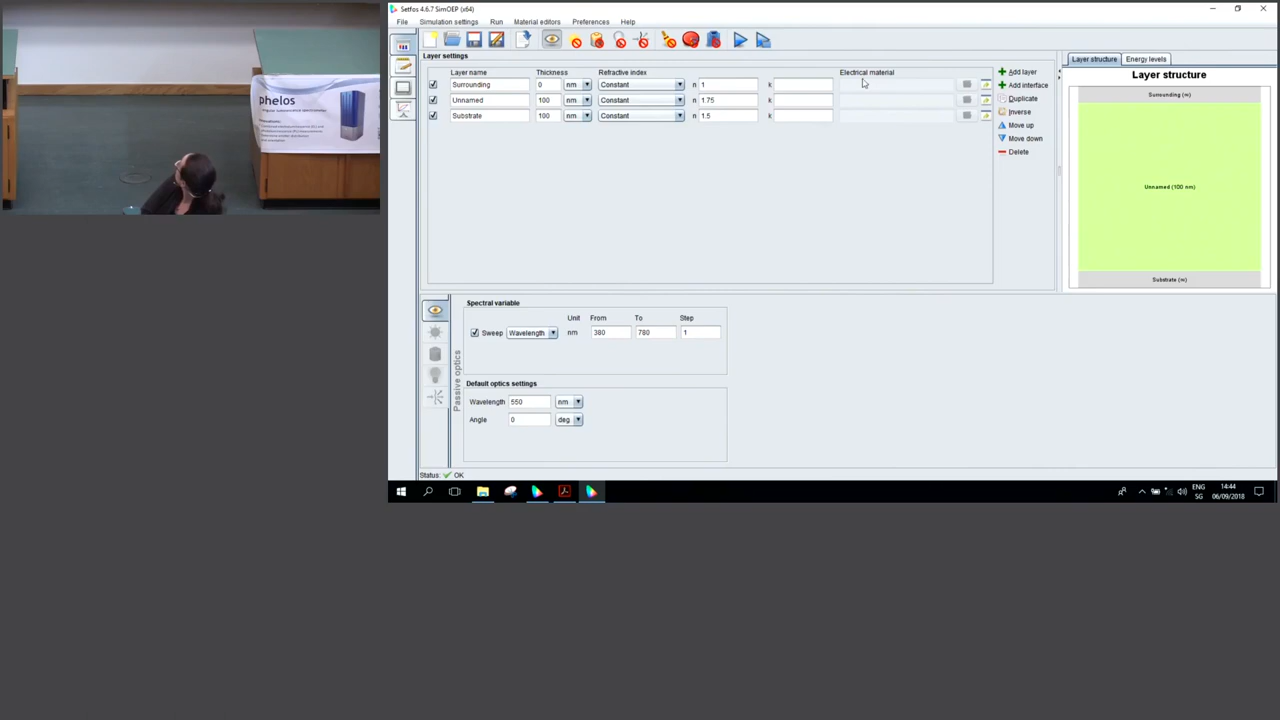 phelos
Setfos 4.6.7 SimOEP (x64)
File Simulation settings Run Material editors Preferences Help
Layer settings
Layer name Thickness Refractive index Electrical material
Surrounding 0 nm Constant n 1 k
Unnamed 100 nm Constant n 1.75 k
Substrate 100 nm Constant n 1.5 k
Add layer
Add interface
Duplicate
Inverse
Move up
Move down
Delete
Layer structure Energy levels
Layer structure
Surrounding (∞)
Unnamed (100 nm)
Substrate (∞)
Passive optics
Spectral variable
Unit From To Step
Sweep Wavelength nm 380 780 1
Default optics settings
Wavelength 550 nm
Angle 0 deg
Status: OK
ENG
SG
14:44
06/09/2018